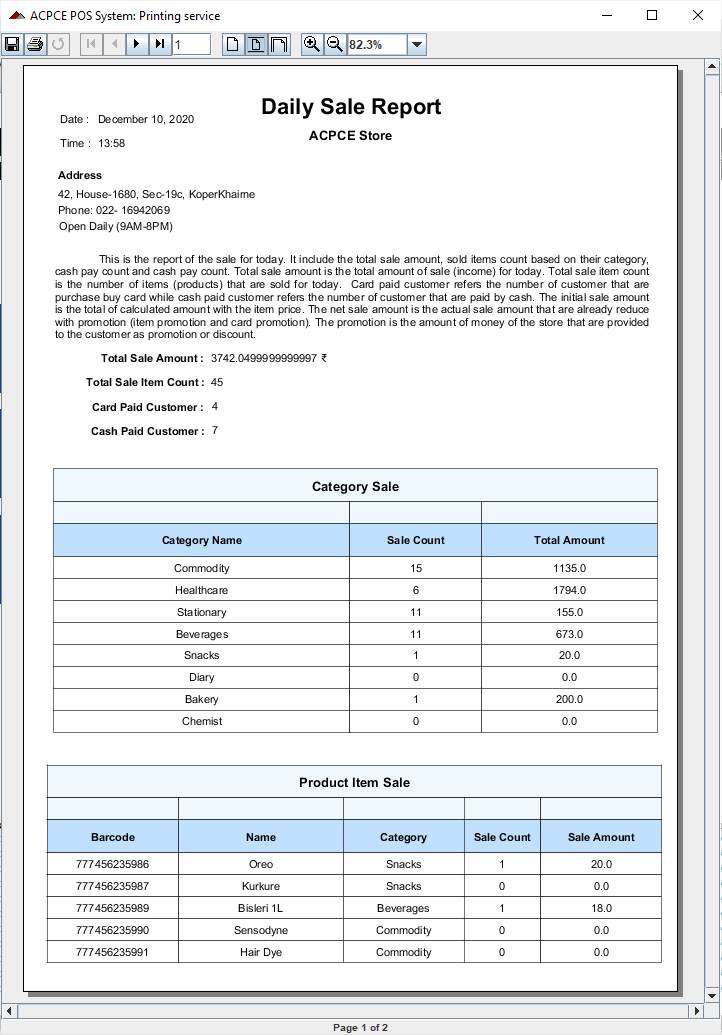 ACPCE POS System: Printing service
1
82.3%
Daily Sale Report
Date : December 10, 2020
ACPCE Store
Time : 13:58
Address
42, House-1680, Sec-19c, KoperKhaime
Phone: 022- 16942069
Open Daily (9AM-8PM)
This is the report of the sale for today. It include the total sale amount, sold items count based on their category,
cash pay count and cash pay count. Total sale amount is the total amount of sale (income) for today. Total sale item count
is the number of items (products) that are sold for today. Card paid customer refers the number of customer that are
purchase buy card while cash paid customer refers the number of customer that are paid by cash. The initial sale amount
is the total of calculated amount with the item price. The net sale amount is the actual sale amount that are already reduce
with promotion (item promotion and card promotion). The promotion is the amount of money of the store that are provided
to the customer as promotion or discount.
Total Sale Amount : 3742.0499999999997 ₹
Total Sale Item Count : 45
Card Paid Customer : 4
Cash Paid Customer : 7
Category Sale
Category Name Sale Count Total Amount
Commodity 15 1135.0
Healthcare 6 1794.0
Stationary 11 155.0
Beverages 11 673.0
Snacks 1 20.0
Diary 0 0.0
Bakery 1 200.0
Chemist 0 0.0
Product Item Sale
Barcode Name Category Sale Count Sale Amount
777456235986 Oreo Snacks 1 20.0
777456235987 Kurkure Snacks 0 0.0
777456235989 Bisleri 1L Beverages 1 18.0
777456235990 Sensodyne Commodity 0 0.0
777456235991 Hair Dye Commodity 0 0.0
Page 1 of 2